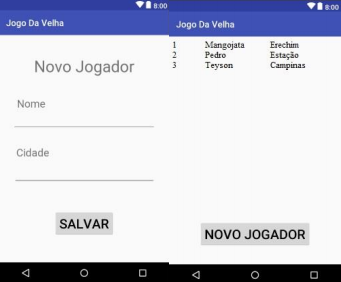 8:00
Jogo Da Velha
Novo Jogador
Nome
Cidade
SALVAR
8:00
Jogo Da Velha
1 Mangojata Erechim
2 Pedro Estação
3 Teyson Campinas
NOVO JOGADOR